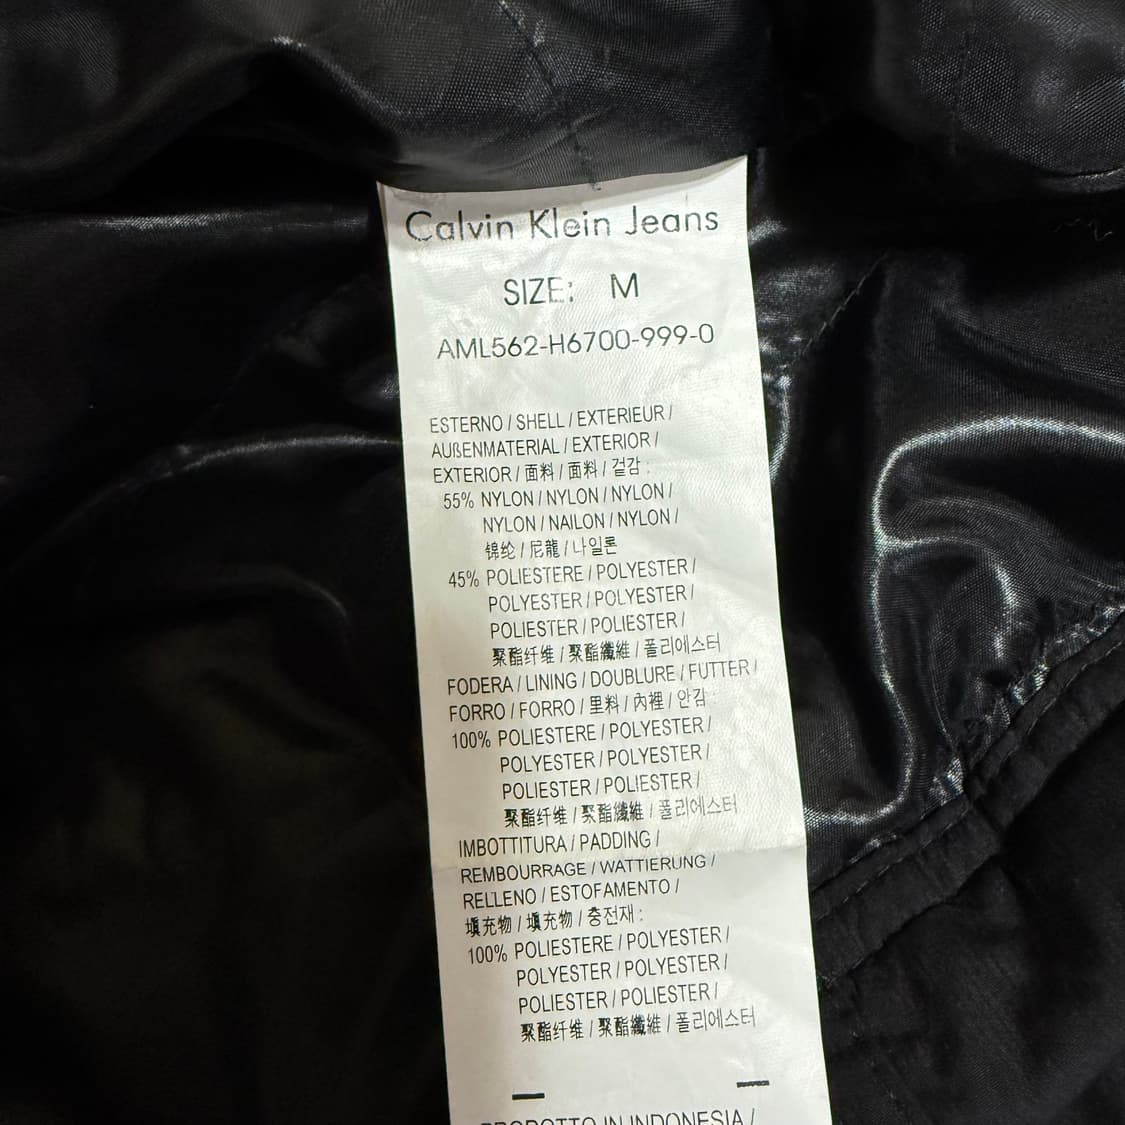 Calvin Klein Jeans
SIZE: M
AML562-H6700-999-0
ESTERNO / SHELL / EXTERIEUR /
AUßENMATERIAL / EXTERIOR /
EXTERIOR / 面料 / 面料 / 겉감 :
55% NYLON / NYLON / NYLON /
NYLON / NAILON / NYLON /
锦纶 / 尼龍 / 나일론
45% POLIESTERE / POLYESTER /
POLYESTER / POLYESTER /
POLIESTER / POLIESTER /
聚酯纤维 / 聚酯纖維 / 폴리에스터
FODERA / LINING / DOUBLURE / FUTTER /
FORRO / FORRO / 里料 / 內裡 / 안감 :
100% POLIESTERE / POLYESTER /
POLYESTER / POLYESTER /
POLIESTER / POLIESTER /
聚酯纤维 / 聚酯纖維 / 폴리에스터
IMBOTTITURA / PADDING /
REMBOURRAGE / WATTIERUNG /
RELLENO / ESTOFAMENTO /
填充物 / 填充物 / 충전재 :
100% POLIESTERE / POLYESTER /
POLYESTER / POLYESTER /
POLIESTER / POLIESTER /
聚酯纤维 / 聚酯纖維 / 폴리에스터
PRODOTTO IN INDONESIA /